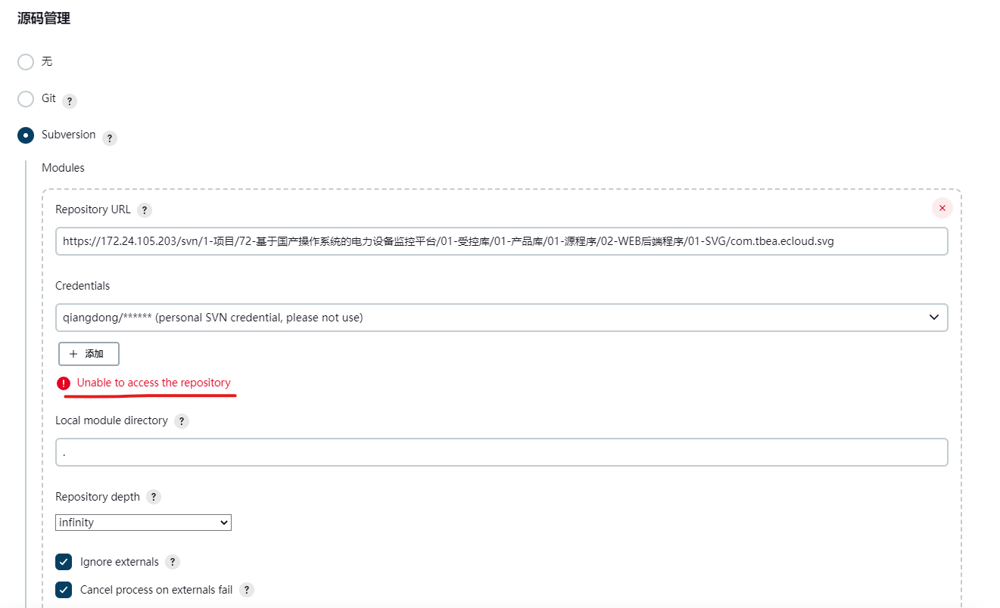 源码管理
无
Git ?
Subversion ?
Modules
Repository URL ?
https://172.24.105.203/svn/1-项目/72-基于国产操作系统的电力设备监控平台/01-受控库/01-产品库/01-源程序/02-WEB后端程序/01-SVG/com.tbea.ecloud.svg
Credentials
qiangdong/****** (personal SVN credential, please not use)
+ 添加
Unable to access the repository
Local module directory ?
.
Repository depth ?
infinity
Ignore externals ?
Cancel process on externals fail ?